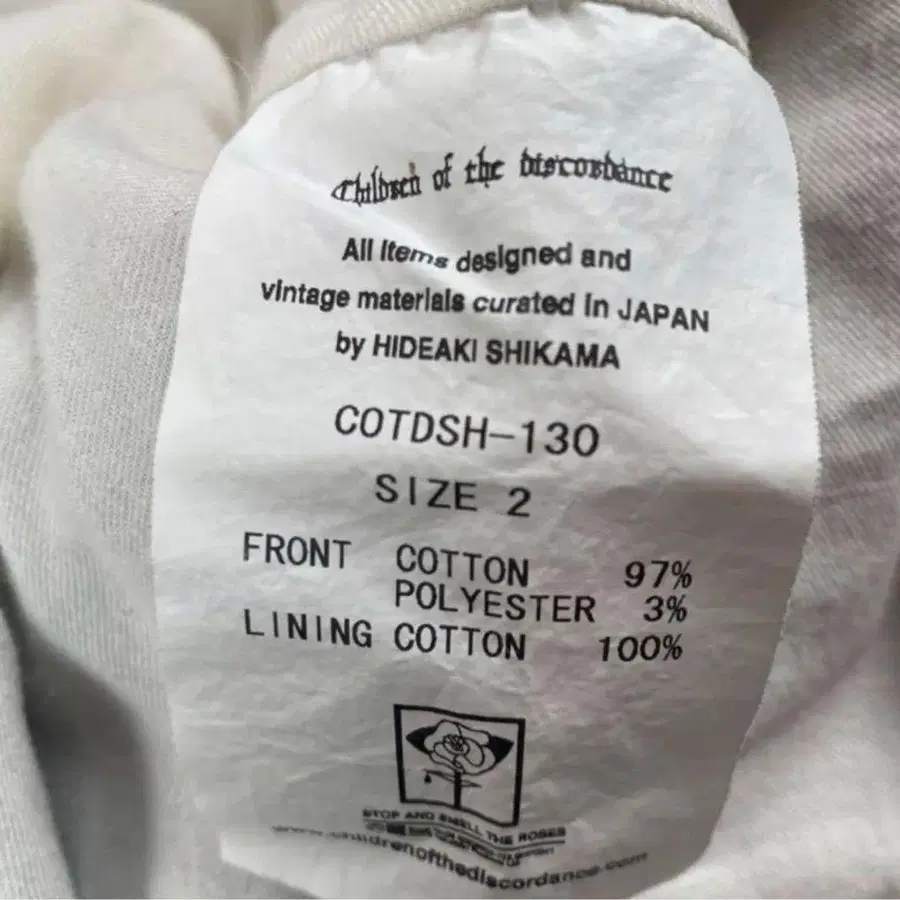 Children of the Discordance
All items designed and
vintage materials curated in JAPAN
by HIDEAKI SHIKAMA
COTDSH-130
SIZE 2
FRONT COTTON 97%
POLYESTER 3%
LINING COTTON 100%
STOP AND SMELL THE ROSES
www.childrenofthediscordance.com